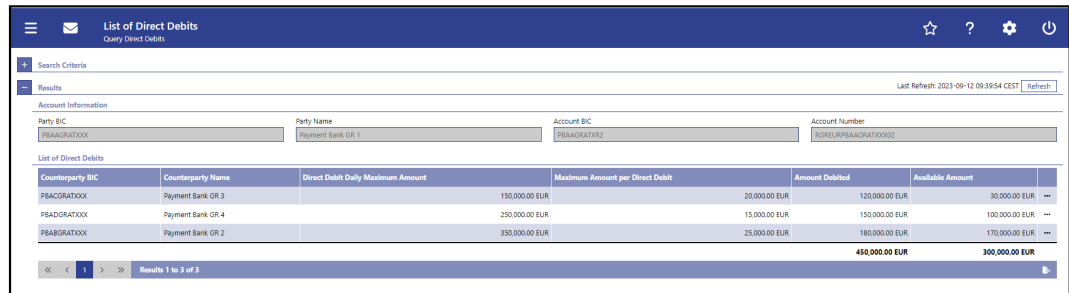 List of Direct Debits
Query Direct Debits
?
+ Search Criteria
− Results Last Refresh: 2023-09-12 09:39:54 CEST Refresh
Account Information
Party BIC Party Name Account BIC Account Number
PBAAGRATXXX Payment Bank GR 1 PBAAGRATXR2 RGREURPBAAGRATXXX02
List of Direct Debits
Counterparty BIC Counterparty Name Direct Debit Daily Maximum Amount Maximum Amount per Direct Debit Amount Debited Available Amount
PBACGRATXXX Payment Bank GR 3 150,000.00 EUR 20,000.00 EUR 120,000.00 EUR 30,000.00 EUR ...
PBADGRATXXX Payment Bank GR 4 250,000.00 EUR 15,000.00 EUR 150,000.00 EUR 100,000.00 EUR ...
PBABGRATXXX Payment Bank GR 2 350,000.00 EUR 25,000.00 EUR 180,000.00 EUR 170,000.00 EUR ...
450,000.00 EUR 300,000.00 EUR
« ‹ 1 › » Results 1 to 3 of 3